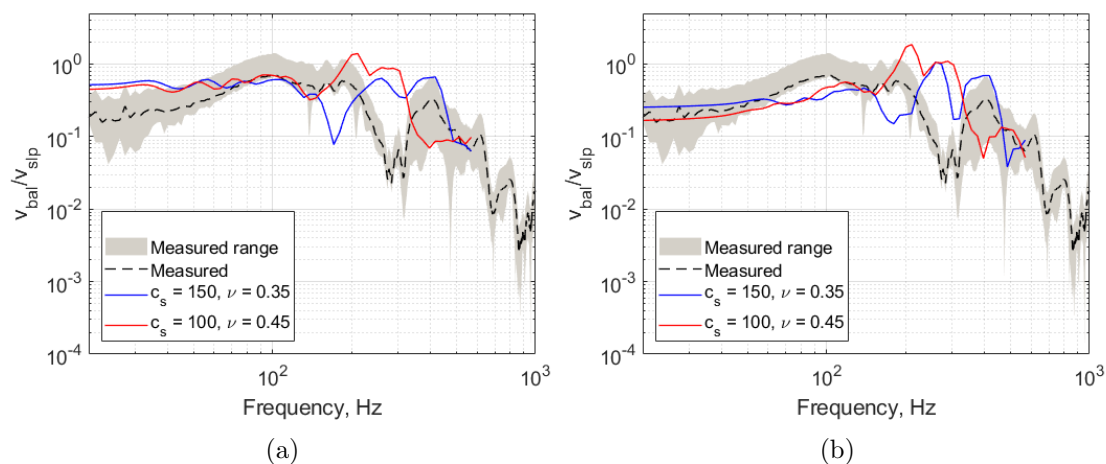 10^0
10^-1
10^-2
10^-3
10^-4
v_bal/v_slp
Measured range
Measured
c_s = 150, ν = 0.35
c_s = 100, ν = 0.45
10^2
10^3
Frequency, Hz
(a)
10^0
10^-1
10^-2
10^-3
10^-4
v_bal/v_slp
Measured range
Measured
c_s = 150, ν = 0.35
c_s = 100, ν = 0.45
10^2
10^3
Frequency, Hz
(b)